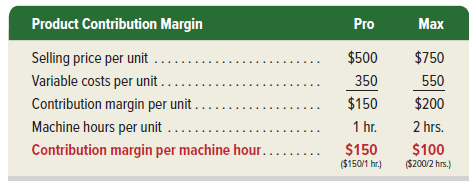 Product Contribution Margin Pro Max
Selling price per unit . . . . . . . . . . . . . . . . . . . . . . . . . $500 $750
Variable costs per unit . . . . . . . . . . . . . . . . . . . . . . . . 350 550
Contribution margin per unit . . . . . . . . . . . . . . . . . . . $150 $200
Machine hours per unit . . . . . . . . . . . . . . . . . . . . . . . 1 hr. 2 hrs.
Contribution margin per machine hour. . . . . . . . . $150 $100
($150/1 hr.) ($200/2 hrs.)